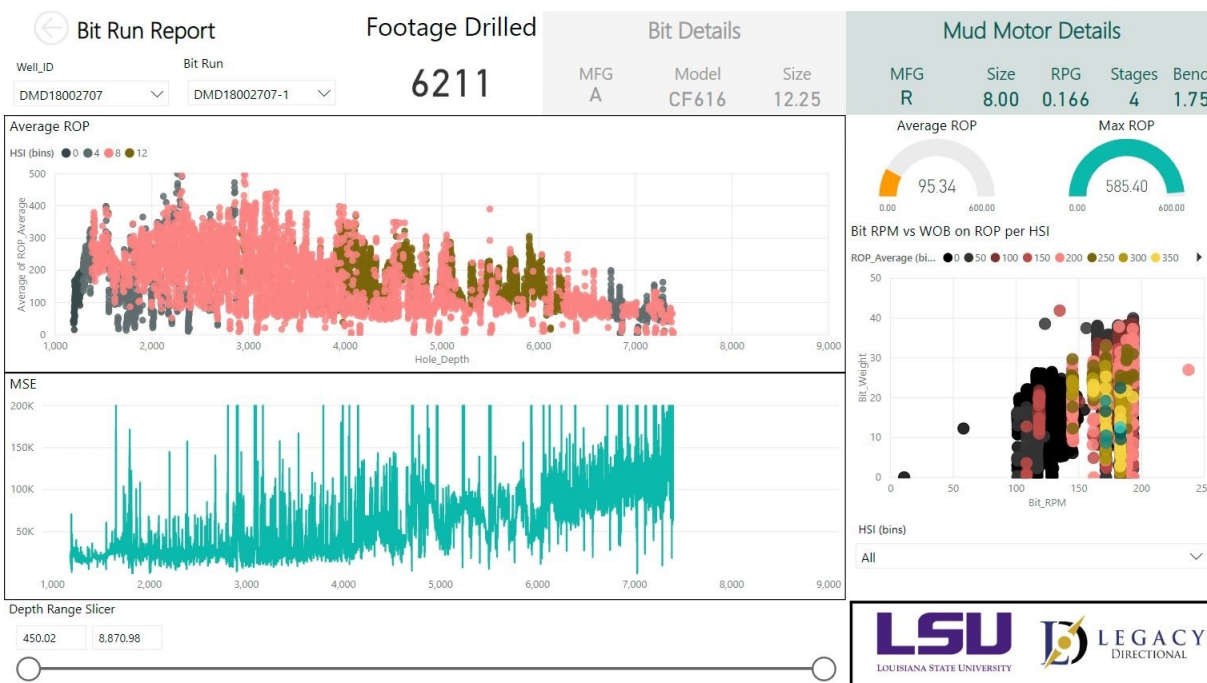 Bit Run Report
Footage Drilled
Bit Details
Mud Motor Details
Well_ID
Bit Run
DMD18002707
DMD18002707-1
6211
MFG Model Size
A CF616 12.25
MFG Size RPG Stages Bend
R 8.00 0.166 4 1.75
Average ROP
HSI (bins) 0 4 8 12
500
400
300
200
100
0
Average of ROP_Average
1,000 2,000 3,000 4,000 5,000 6,000 7,000 8,000 9,000
Hole_Depth
Average ROP
95.34
0.00 600.00
Max ROP
585.40
0.00 600.00
Bit RPM vs WOB on ROP per HSI
ROP_Average (bi... 0 50 100 150 200 250 300 350
50
40
30
20
10
0
Bit_Weight
0 50 100 150 200 250
Bit_RPM
MSE
200K
150K
100K
50K
1,000 2,000 3,000 4,000 5,000 6,000 7,000 8,000 9,000
HSI (bins)
All
Depth Range Slicer
450.02 8,870.98
LSU
LOUISIANA STATE UNIVERSITY
LEGACY
DIRECTIONAL